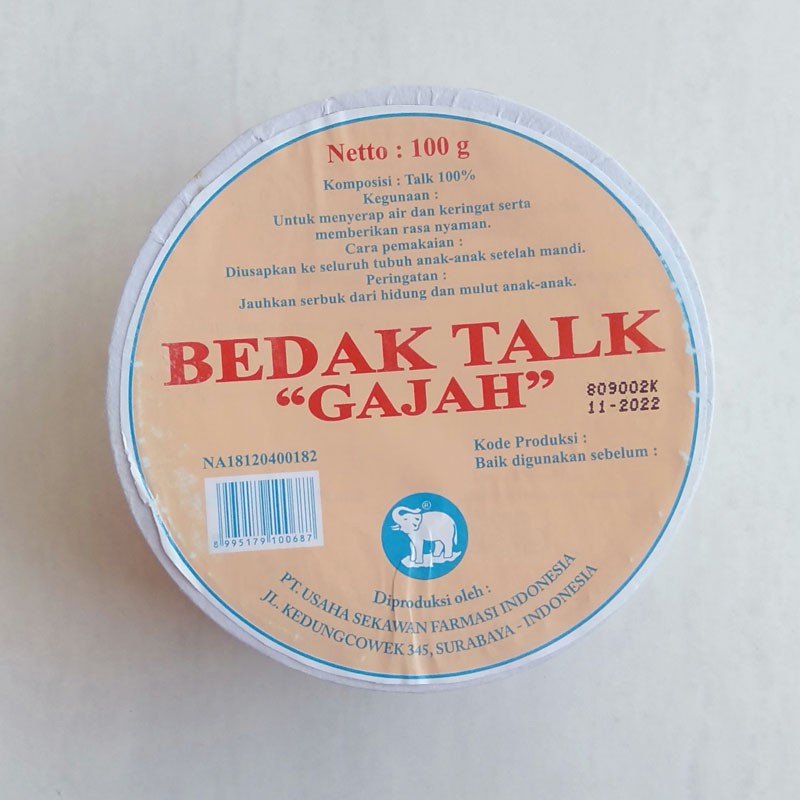 Netto : 100 g
Komposisi : Talk 100%
Kegunaan :
Untuk menyerap air dan keringat serta
memberikan rasa nyaman.
Cara pemakaian :
Diusapkan ke seluruh tubuh anak-anak setelah mandi.
Peringatan :
Jauhkan serbuk dari hidung dan mulut anak-anak.
BEDAK TALK
“GAJAH”
809002K
11-2022
Kode Produksi :
Baik digunakan sebelum :
NA18120400182
8 995179 100687
®
Diproduksi oleh :
PT. USAHA SEKAWAN FARMASI INDONESIA
JL. KEDUNGCOWEK 345, SURABAYA - INDONESIA